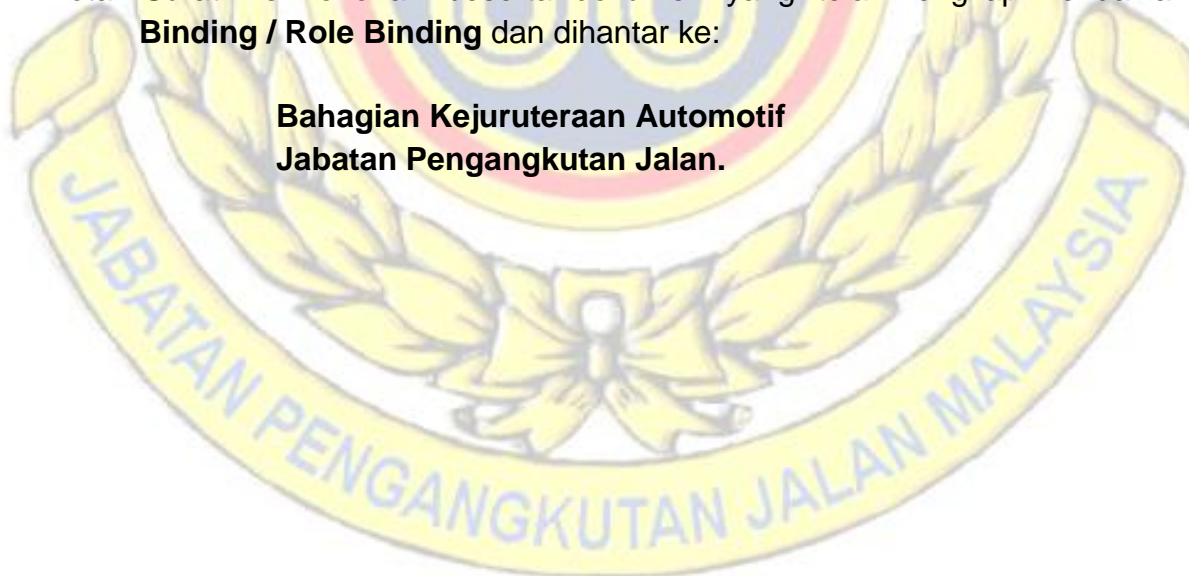 Binding / Role Binding dan dihantar ke:
Bahagian Kejuruteraan Automotif
Jabatan Pengangkutan Jalan.
JABATAN PENGANGKUTAN JALAN MALAYSIA